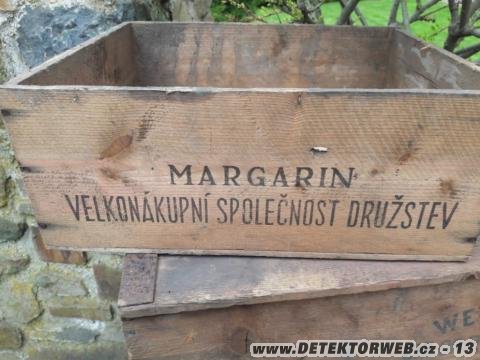 MARGARIN
VELKONÁKUPNÍ SPOLEČNOST DRUŽSTEV
www.DETEKTORWEB.cz - 13